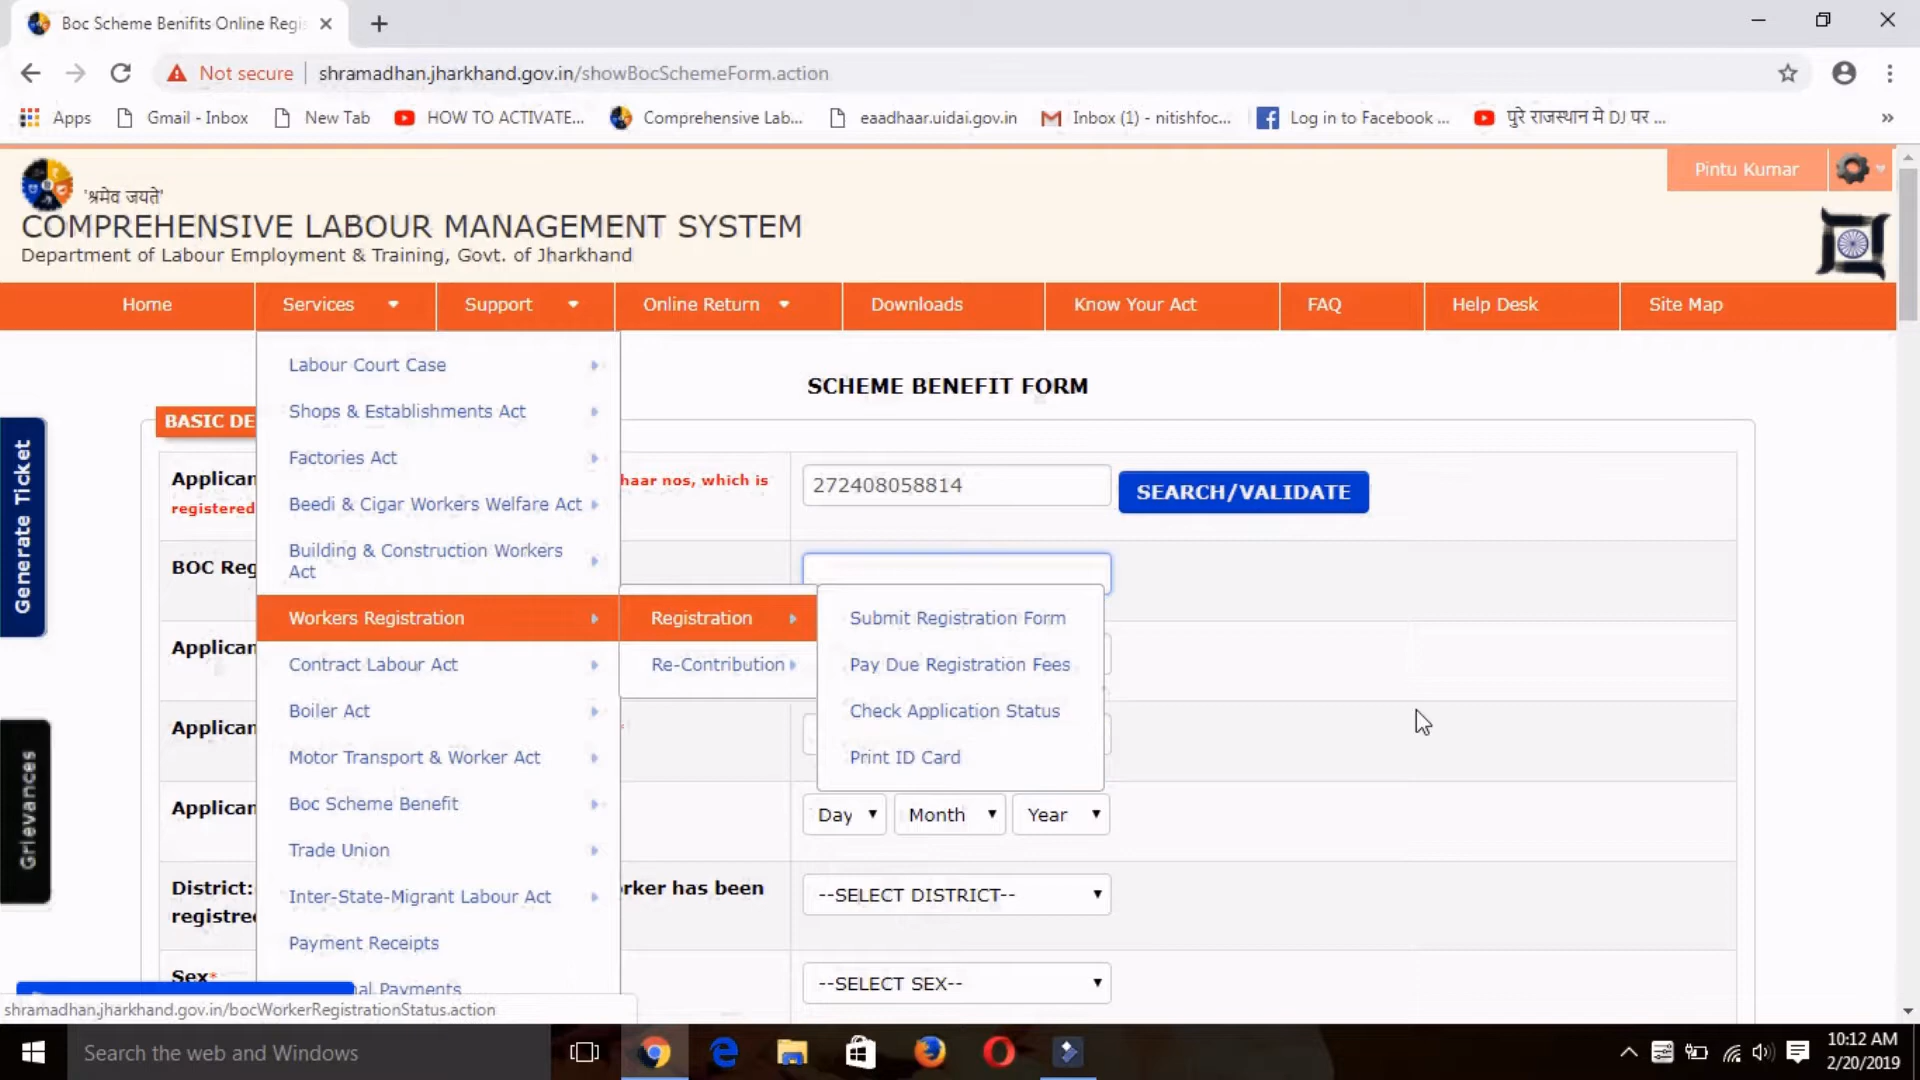 Boc Scheme Benifits Online Regis
Not secure
shramadhan.jharkhand.gov.in/showBocSchemeForm.action
Apps
Gmail - Inbox
New Tab
HOW TO ACTIVATE...
Comprehensive Lab...
eaadhaar.uidai.gov.in
Inbox (1) - nitishfoc...
Log in to Facebook ...
पुरे राजस्थान मे DJ पर ...
»
Pintu Kumar
'श्रमेव जयते'
COMPREHENSIVE LABOUR MANAGEMENT SYSTEM
Department of Labour Employment & Training, Govt. of Jharkhand
Home
Services
Support
Online Return
Downloads
Know Your Act
FAQ
Help Desk
Site Map
SCHEME BENEFIT FORM
BASIC DE
Applican
haar nos, which is
registered
272408058814
SEARCH/VALIDATE
BOC Reg
Applican
Applican
Applican
Day
Month
Year
District:
rker has been
registred
--SELECT DISTRICT--
Sex*
--SELECT SEX--
Labour Court Case
Shops & Establishments Act
Factories Act
Beedi & Cigar Workers Welfare Act
Building & Construction Workers
Act
Workers Registration
Contract Labour Act
Boiler Act
Motor Transport & Worker Act
Boc Scheme Benefit
Trade Union
Inter-State-Migrant Labour Act
Payment Receipts
nal Payments
Registration
Re-Contribution
Submit Registration Form
Pay Due Registration Fees
Check Application Status
Print ID Card
Generate Ticket
Grievances
shramadhan.jharkhand.gov.in/bocWorkerRegistrationStatus.action
Search the web and Windows
10:12 AM
2/20/2019